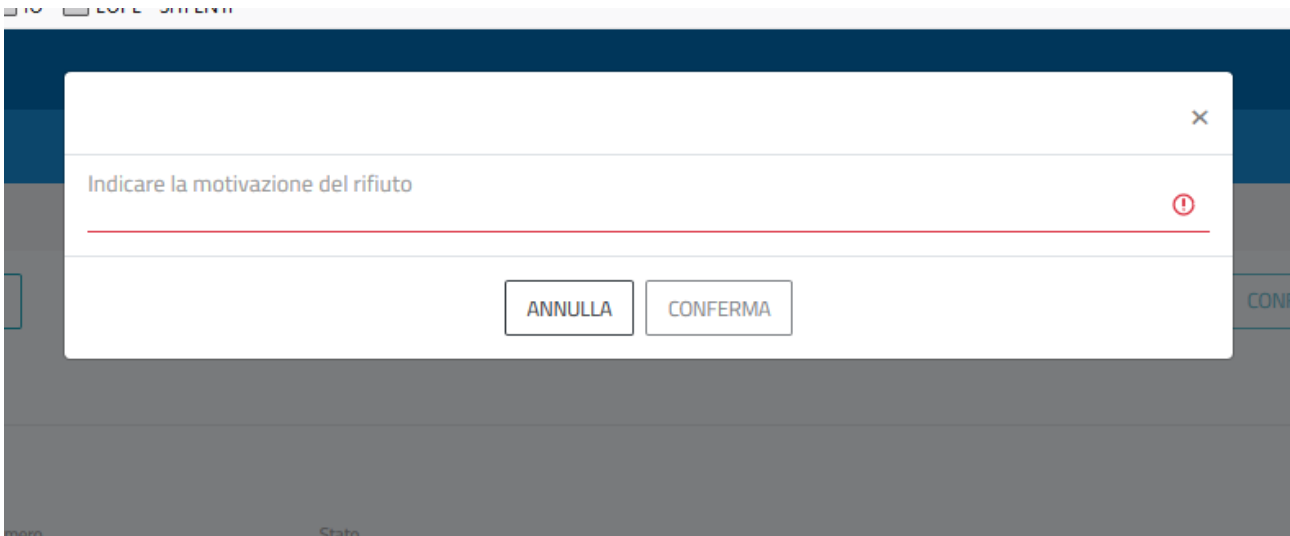 ×
Indicare la motivazione del rifiuto
ANNULLA
CONFERMA
Stato